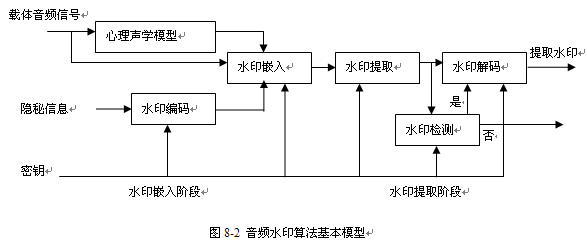 载体音频信号
心理声学模型
提取水印
水印嵌入
水印提取
水印解码
隐秘信息
水印编码
是
水印检测
否
密钥
水印嵌入阶段
水印提取阶段
图 8-2 音频水印算法基本模型